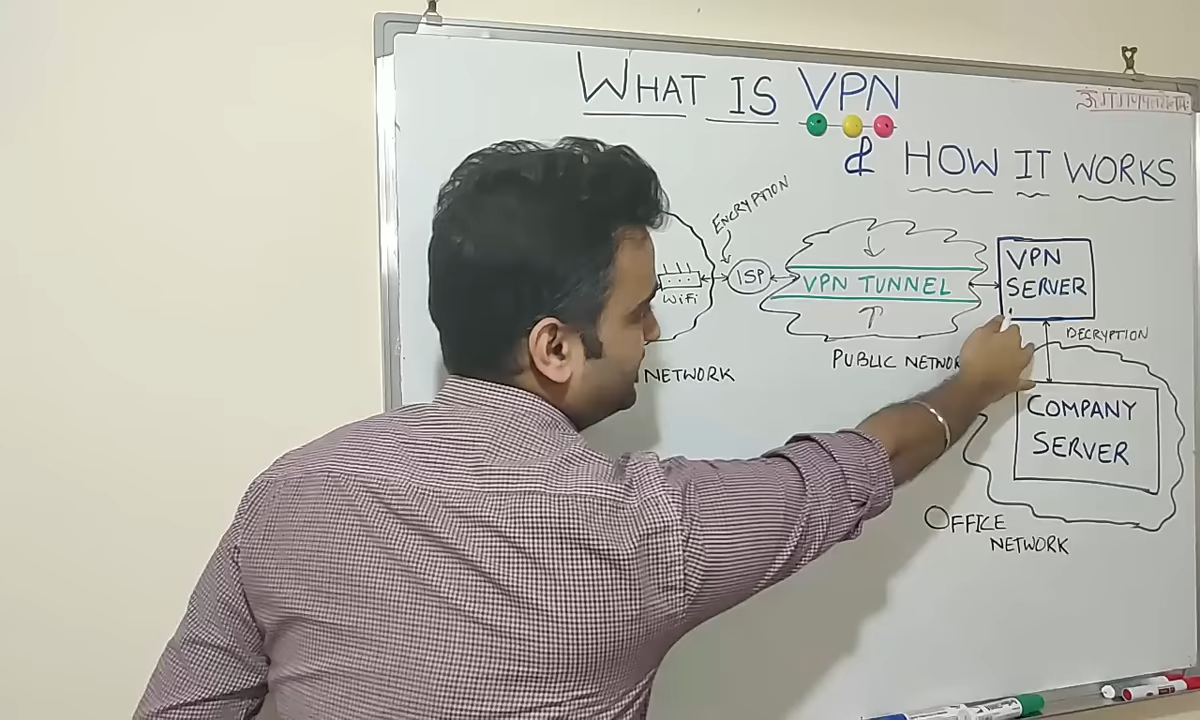 WHAT IS VPN
& HOW IT WORKS
ENCRYPTION
WiFi
ISP
VPN TUNNEL
VPN
SERVER
NETWORK
PUBLIC
DECRYPTION
COMPANY
SERVER
OFFICE
NETWORK